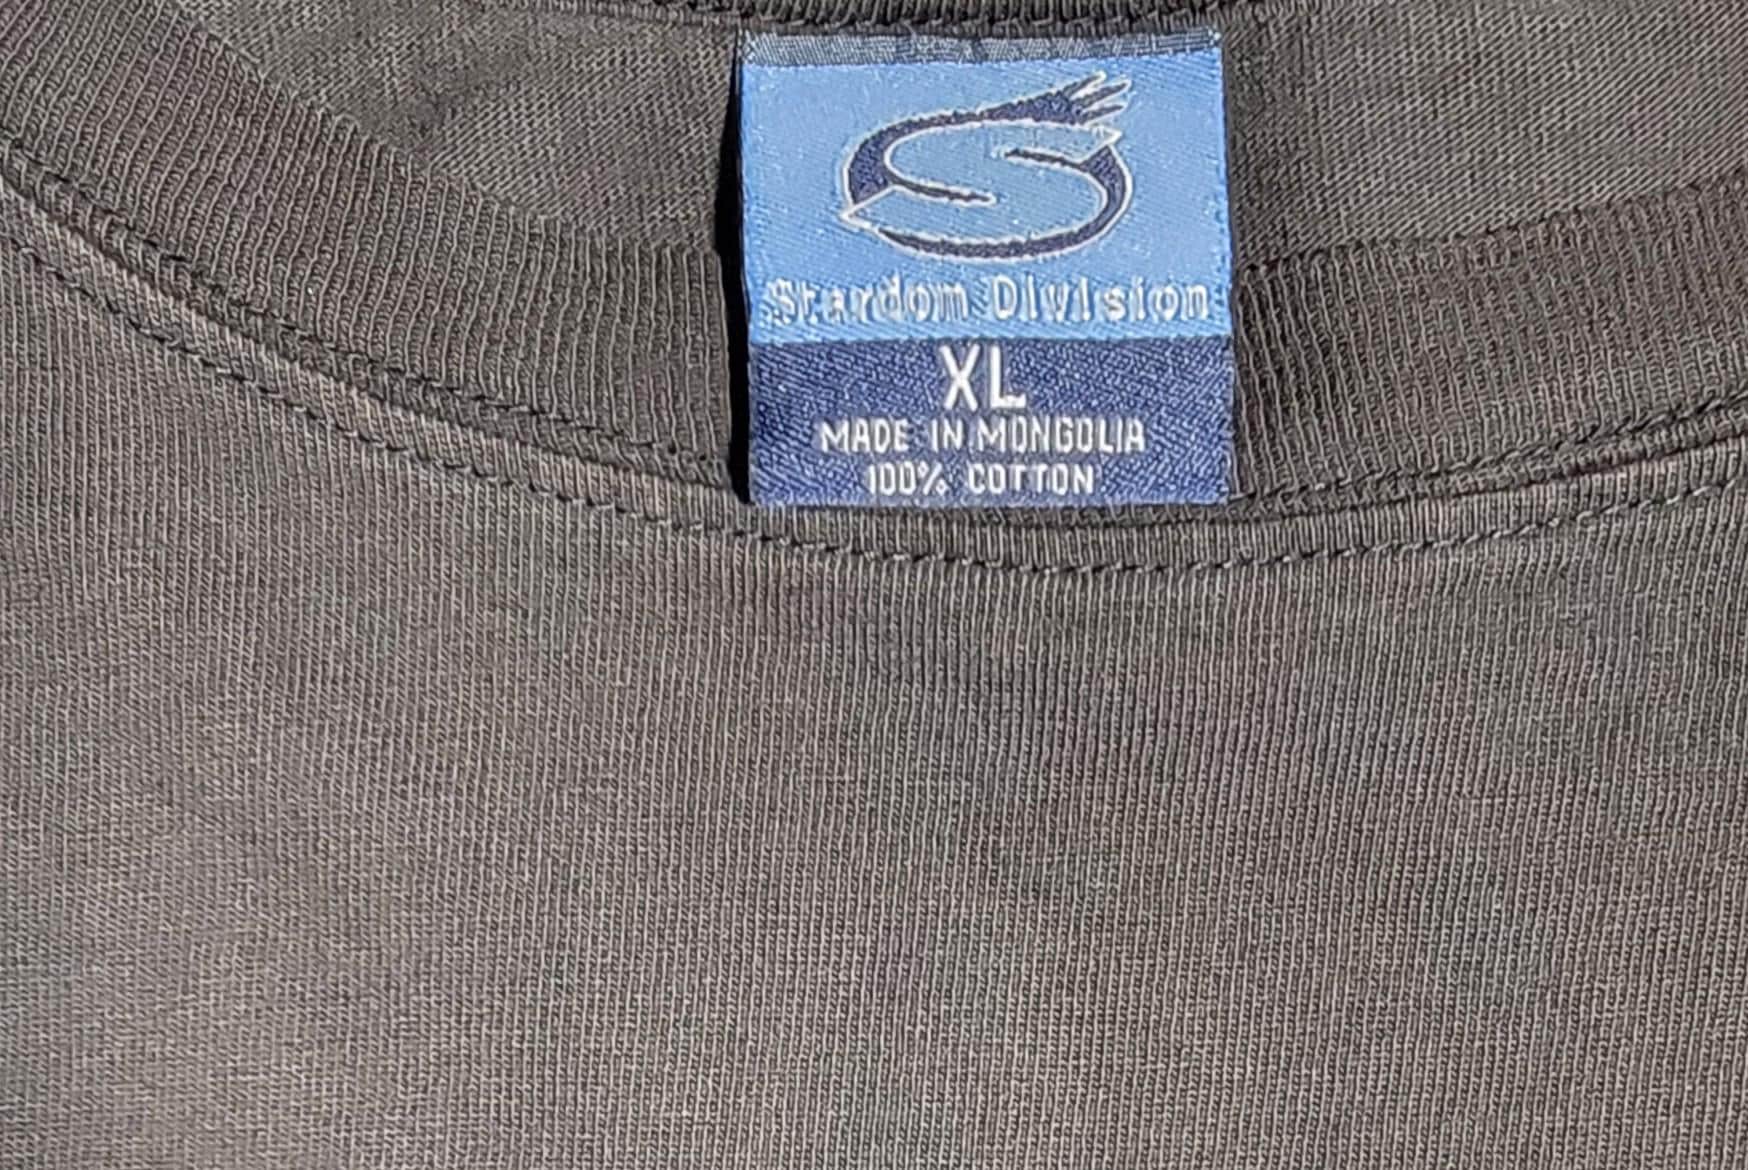 S
Stardom Division
XL
MADE IN MONGOLIA
100% COTTON